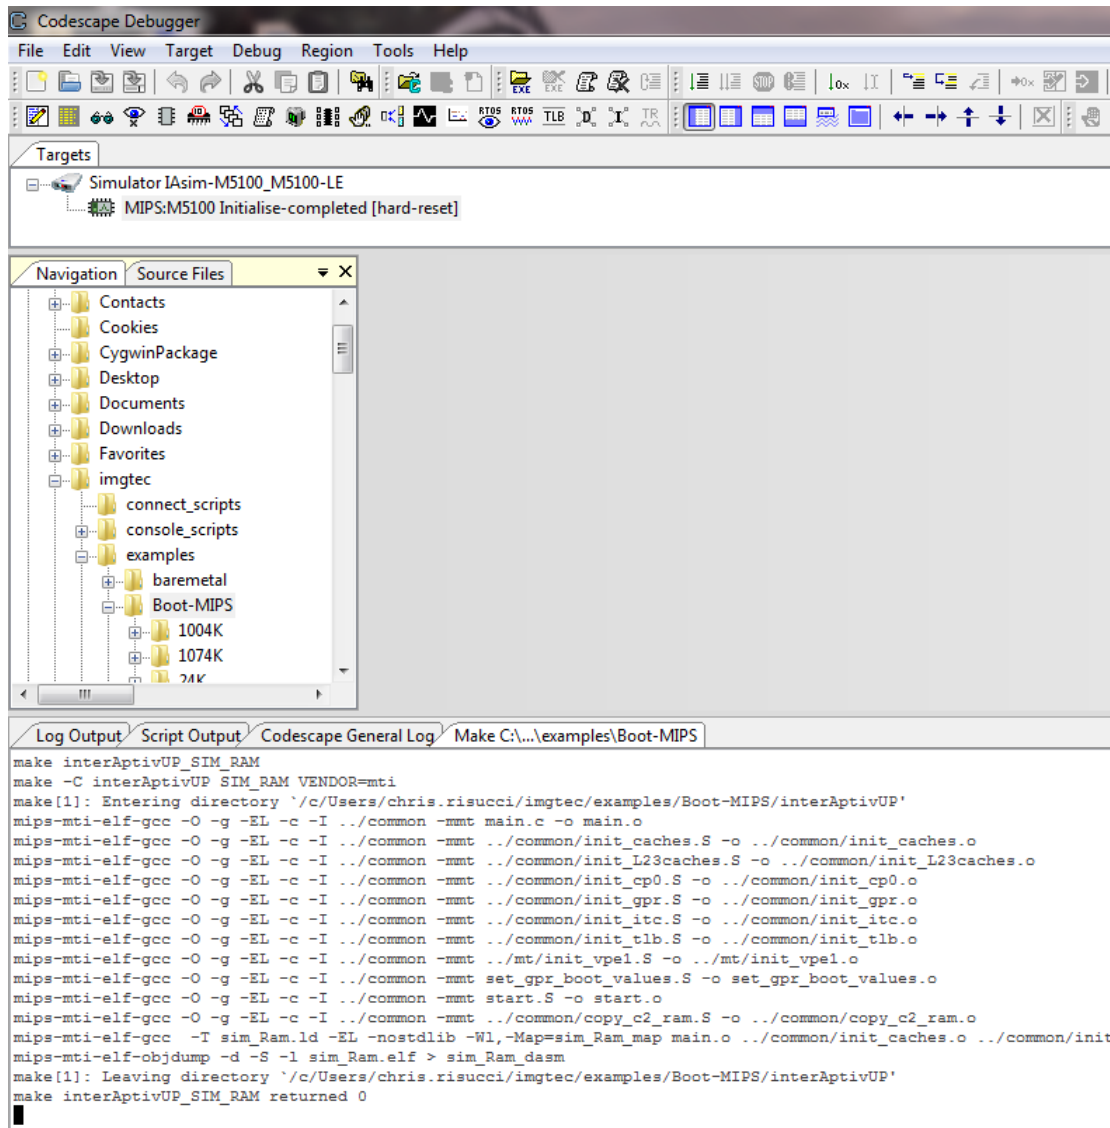 Codescape Debugger
File Edit View Target Debug Region Tools Help
EXE EXE STOP 0x 0x
RTOS RTOS TLB D I TR
Targets
Simulator IAsim-M5100_M5100-LE
MIPS:M5100 Initialise-completed [hard-reset]
Navigation Source Files
Contacts
Cookies
CygwinPackage
Desktop
Documents
Downloads
Favorites
imgtec
connect_scripts
console_scripts
examples
baremetal
Boot-MIPS
1004K
1074K
24K
Log Output Script Output Codescape General Log Make C:\...\examples\Boot-MIPS
make interAptivUP_SIM_RAM
make -C interAptivUP SIM_RAM VENDOR=mti
make[1]: Entering directory `/c/Users/chris.risucci/imgtec/examples/Boot-MIPS/interAptivUP'
mips-mti-elf-gcc -O -g -EL -c -I ../common -mmt main.c -o main.o
mips-mti-elf-gcc -O -g -EL -c -I ../common -mmt ../common/init_caches.S -o ../common/init_caches.o
mips-mti-elf-gcc -O -g -EL -c -I ../common -mmt ../common/init_L23caches.S -o ../common/init_L23caches.o
mips-mti-elf-gcc -O -g -EL -c -I ../common -mmt ../common/init_cp0.S -o ../common/init_cp0.o
mips-mti-elf-gcc -O -g -EL -c -I ../common -mmt ../common/init_gpr.S -o ../common/init_gpr.o
mips-mti-elf-gcc -O -g -EL -c -I ../common -mmt ../common/init_itc.S -o ../common/init_itc.o
mips-mti-elf-gcc -O -g -EL -c -I ../common -mmt ../common/init_tlb.S -o ../common/init_tlb.o
mips-mti-elf-gcc -O -g -EL -c -I ../common -mmt ../mt/init_vpe1.S -o ../mt/init_vpe1.o
mips-mti-elf-gcc -O -g -EL -c -I ../common -mmt set_gpr_boot_values.S -o set_gpr_boot_values.o
mips-mti-elf-gcc -O -g -EL -c -I ../common -mmt start.S -o start.o
mips-mti-elf-gcc -O -g -EL -c -I ../common -mmt ../common/copy_c2_ram.S -o ../common/copy_c2_ram.o
mips-mti-elf-gcc -T sim_Ram.ld -EL -nostdlib -Wl,-Map=sim_Ram_map main.o ../common/init_caches.o ../common/init
mips-mti-elf-objdump -d -S -l sim_Ram.elf > sim_Ram_dasm
make[1]: Leaving directory `/c/Users/chris.risucci/imgtec/examples/Boot-MIPS/interAptivUP'
make interAptivUP_SIM_RAM returned 0